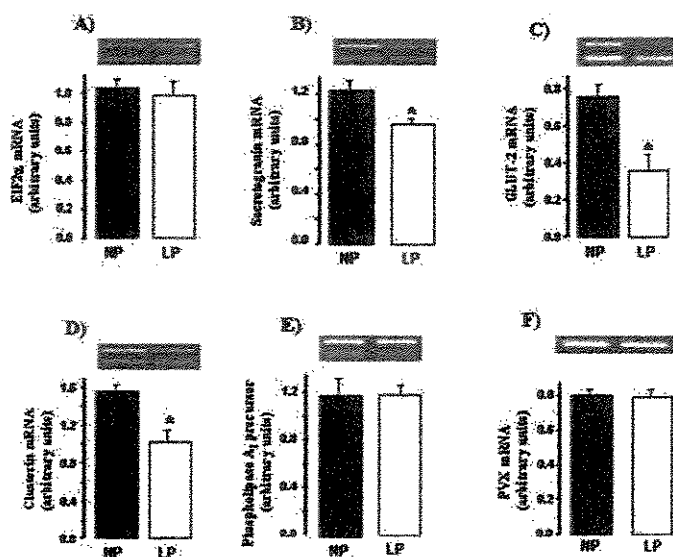 A)
EIF2α mRNA
(arbitrary units)
1.0
0.8
0.6
0.4
0.2
0.0
NP LP
B)
Secretogranin mRNA
(arbitrary units)
1.2
0.8
0.4
0.0
*
NP LP
C)
GLUT-2 mRNA
(arbitrary units)
0.8
0.6
0.4
0.2
0.0
*
NP LP
D)
Clusterin mRNA
(arbitrary units)
1.6
1.2
0.8
0.4
0.0
*
NP LP
E)
(arbitrary units)
1.2
0.8
0.4
0.0
NP LP
F)
PVX mRNA
(arbitrary units)
0.8
0.6
0.4
0.2
0.0
NP LP